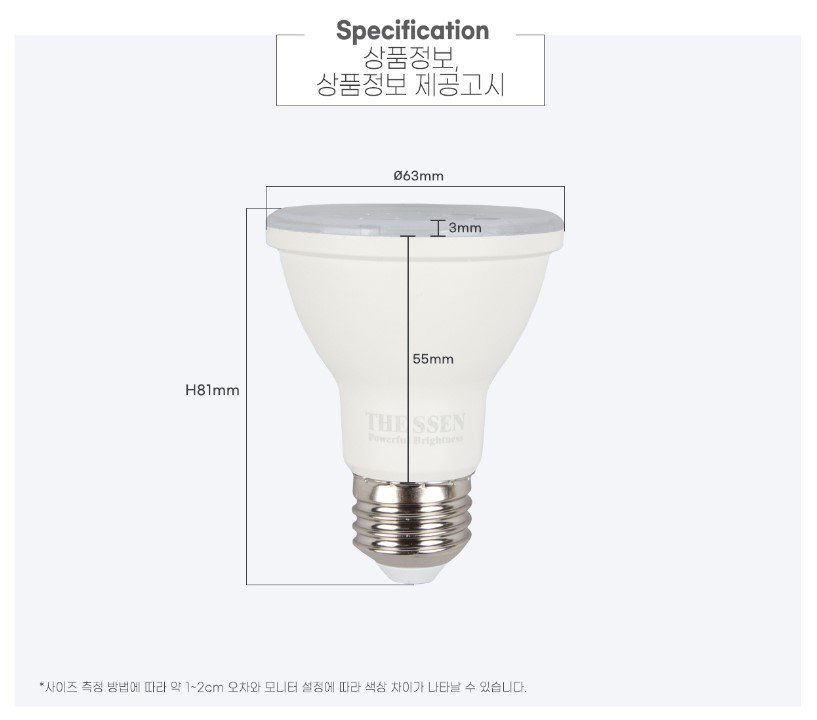 Specification
상품정보,
상품정보 제공고시
Ø63mm
3mm
55mm
H81mm
THE SSEN
Powerful Brightness
*사이즈 측정 방법에 따라 약 1~2cm 오차와 모니터 설정에 따라 색상 차이가 나타날 수 있습니다.